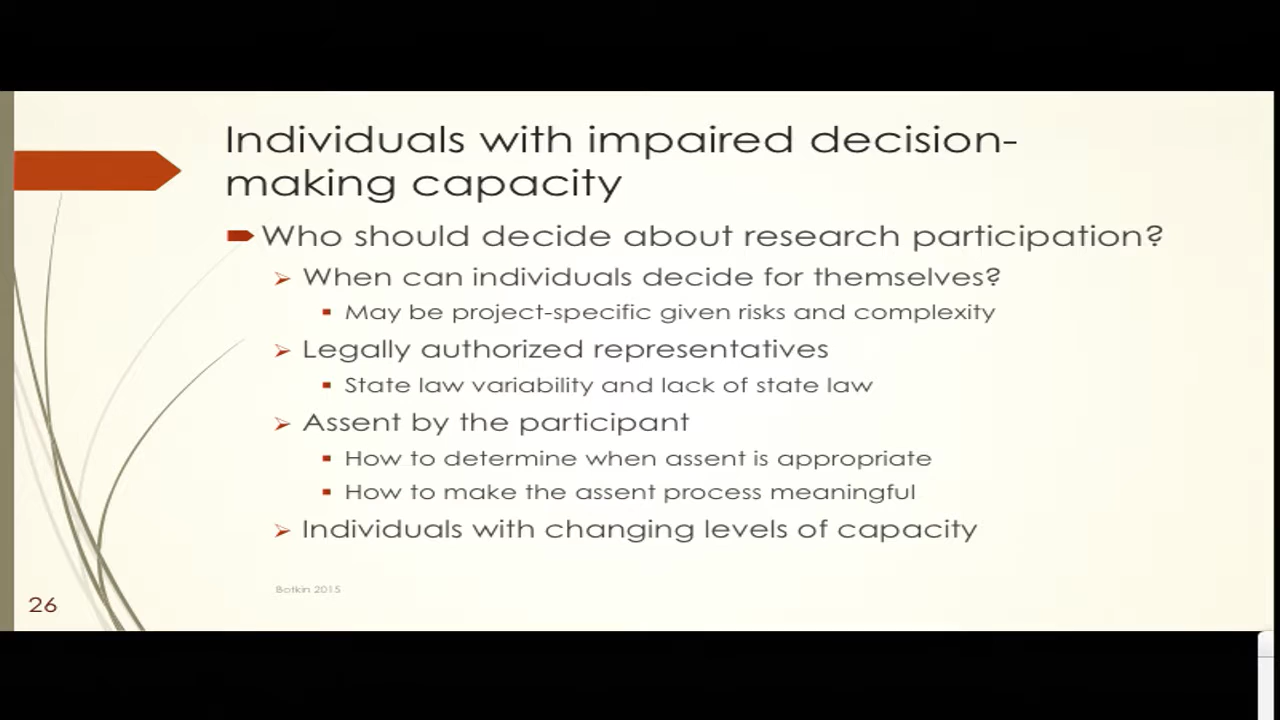 Individuals with impaired decision-
making capacity
Who should decide about research participation?
When can individuals decide for themselves?
May be project-specific given risks and complexity
Legally authorized representatives
State law variability and lack of state law
Assent by the participant
How to determine when assent is appropriate
How to make the assent process meaningful
Individuals with changing levels of capacity
Botkin 2015
26